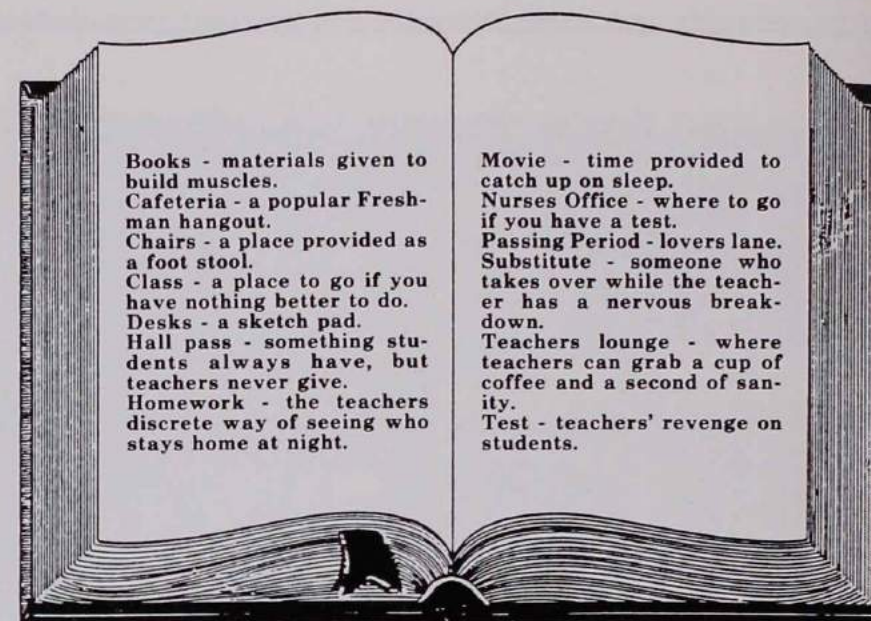 Books - materials given to
build muscles.
Cafeteria - a popular Fresh-
man hangout.
Chairs - a place provided as
a foot stool.
Class - a place to go if you
have nothing better to do.
Desks - a sketch pad.
Hall pass - something stu-
dents always have, but
teachers never give.
Homework - the teachers
discrete way of seeing who
stays home at night.
Movie - time provided to
catch up on sleep.
Nurses Office - where to go
if you have a test.
Passing Period - lovers lane.
Substitute - someone who
takes over while the teach-
er has a nervous break-
down.
Teachers lounge - where
teachers can grab a cup of
coffee and a second of san-
ity.
Test - teachers' revenge on
students.